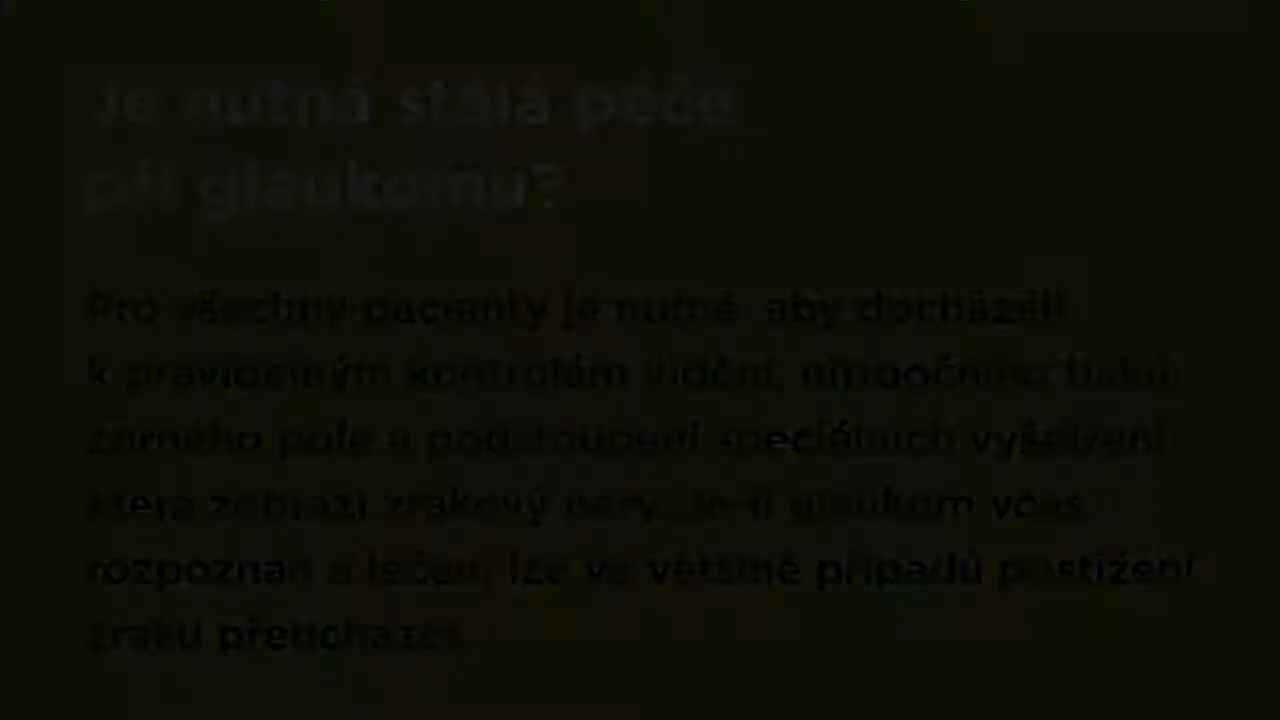 Je nutná stálá péče
při glaukomu?
Pro všechny pacienty je nutné, aby docházeli
k pravidelným kontrolám vidění, nitroočního tlaku,
zorného pole a podstoupení speciálních vyšetření,
která zobrazí zrakový nerv. Je-li glaukom včas
rozpoznán a léčen, lze ve většině případů postižení
zraku předcházet.